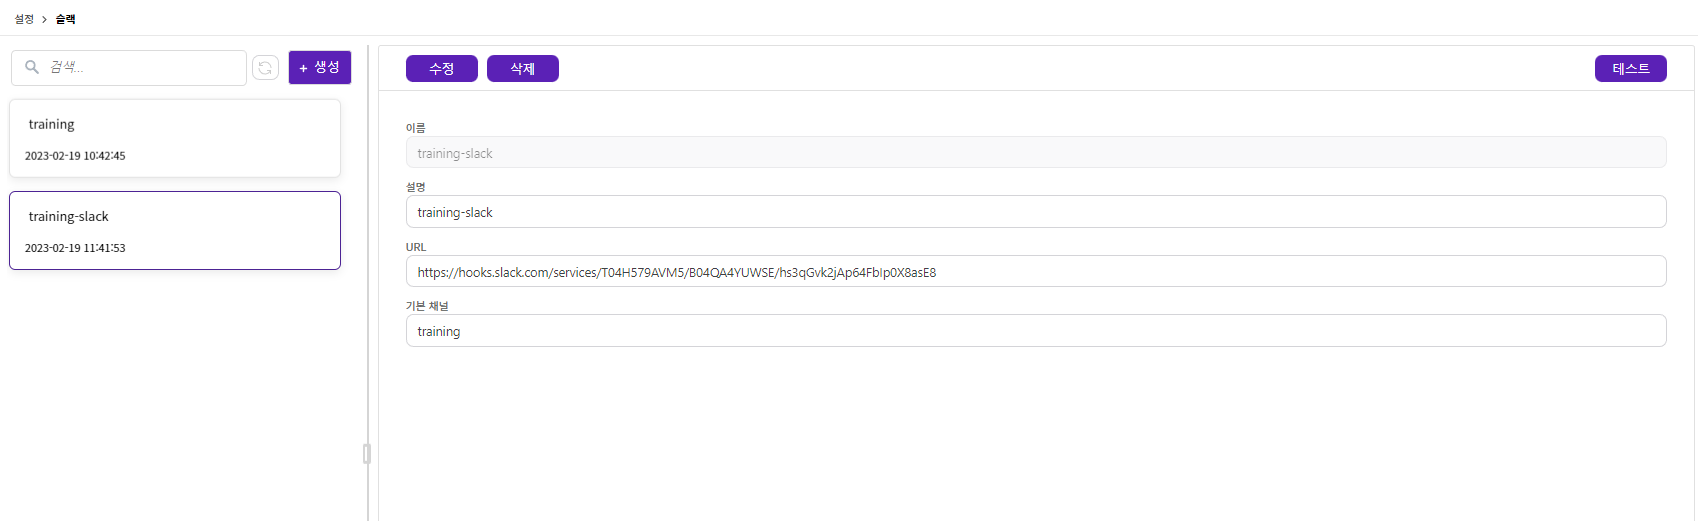 설정 > 슬랙
검색...
+ 생성
training
2023-02-19 10:42:45
training-slack
2023-02-19 11:41:53
수정 삭제 테스트
이름
training-slack
설명
training-slack
URL
https://hooks.slack.com/services/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
기본 채널
training